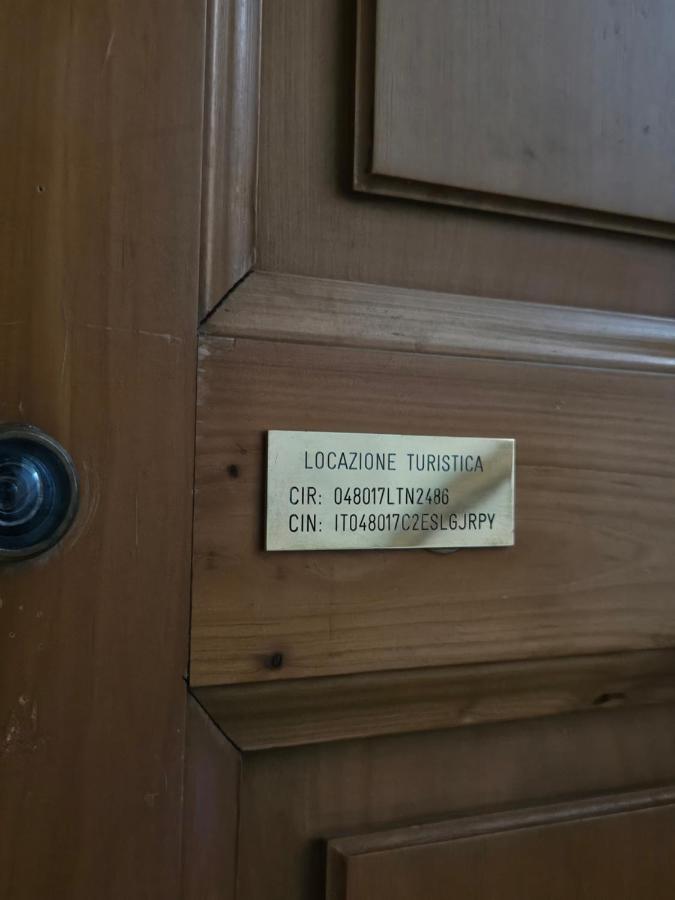 LOCAZIONE TURISTICA
CIR: 048017LTN2486
CIN: IT048017C2ESLGJRPY